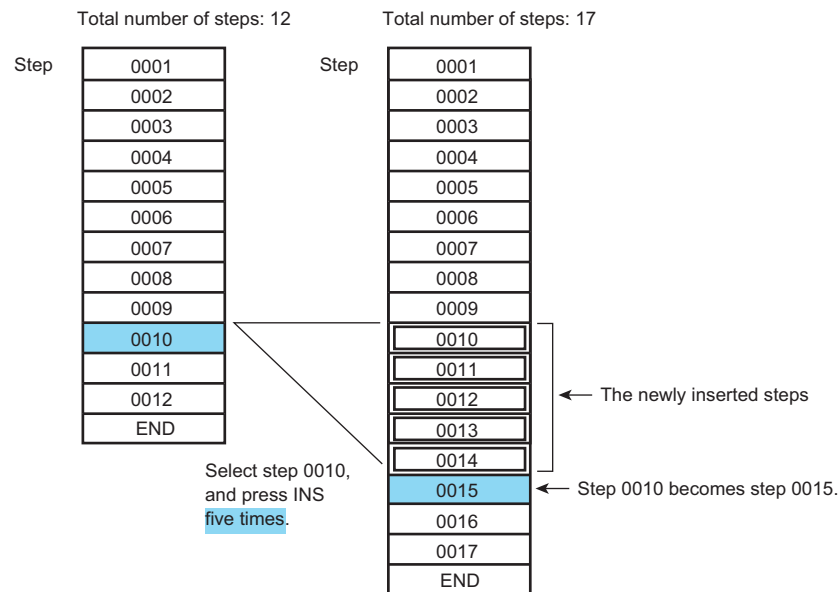 Total number of steps: 12
Total number of steps: 17
Step
0001
0002
0003
0004
0005
0006
0007
0008
0009
0010
0011
0012
END
Select step 0010,
and press INS
five times.
Step
0001
0002
0003
0004
0005
0006
0007
0008
0009
0010
0011
0012
0013
0014
0015
0016
0017
END
The newly inserted steps
Step 0010 becomes step 0015.